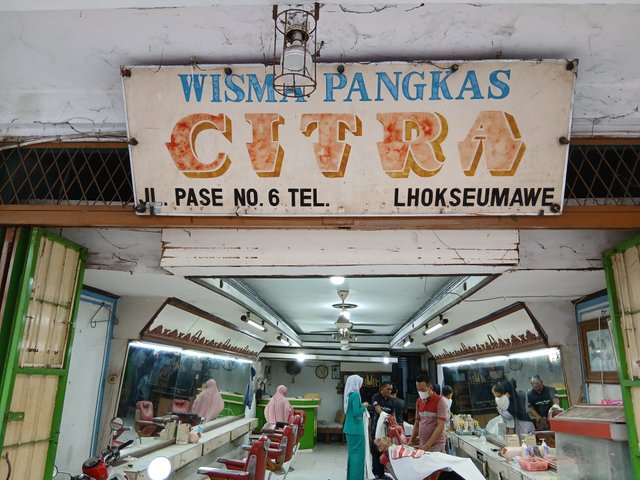 WISMA PANGKAS
CITRA
JL. PASE NO. 6 TEL. LHOKSEUMAWE